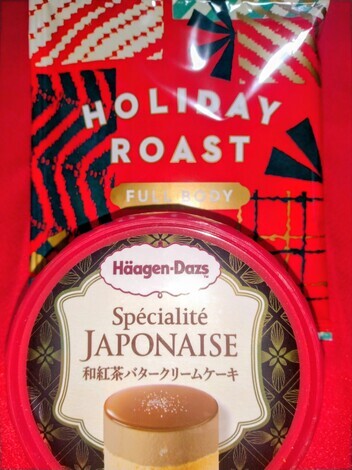 HOLIDAY
ROAST
FULL BODY
Häagen-Dazs
Spécialité
JAPONAISE
和紅茶バタークリームケーキ